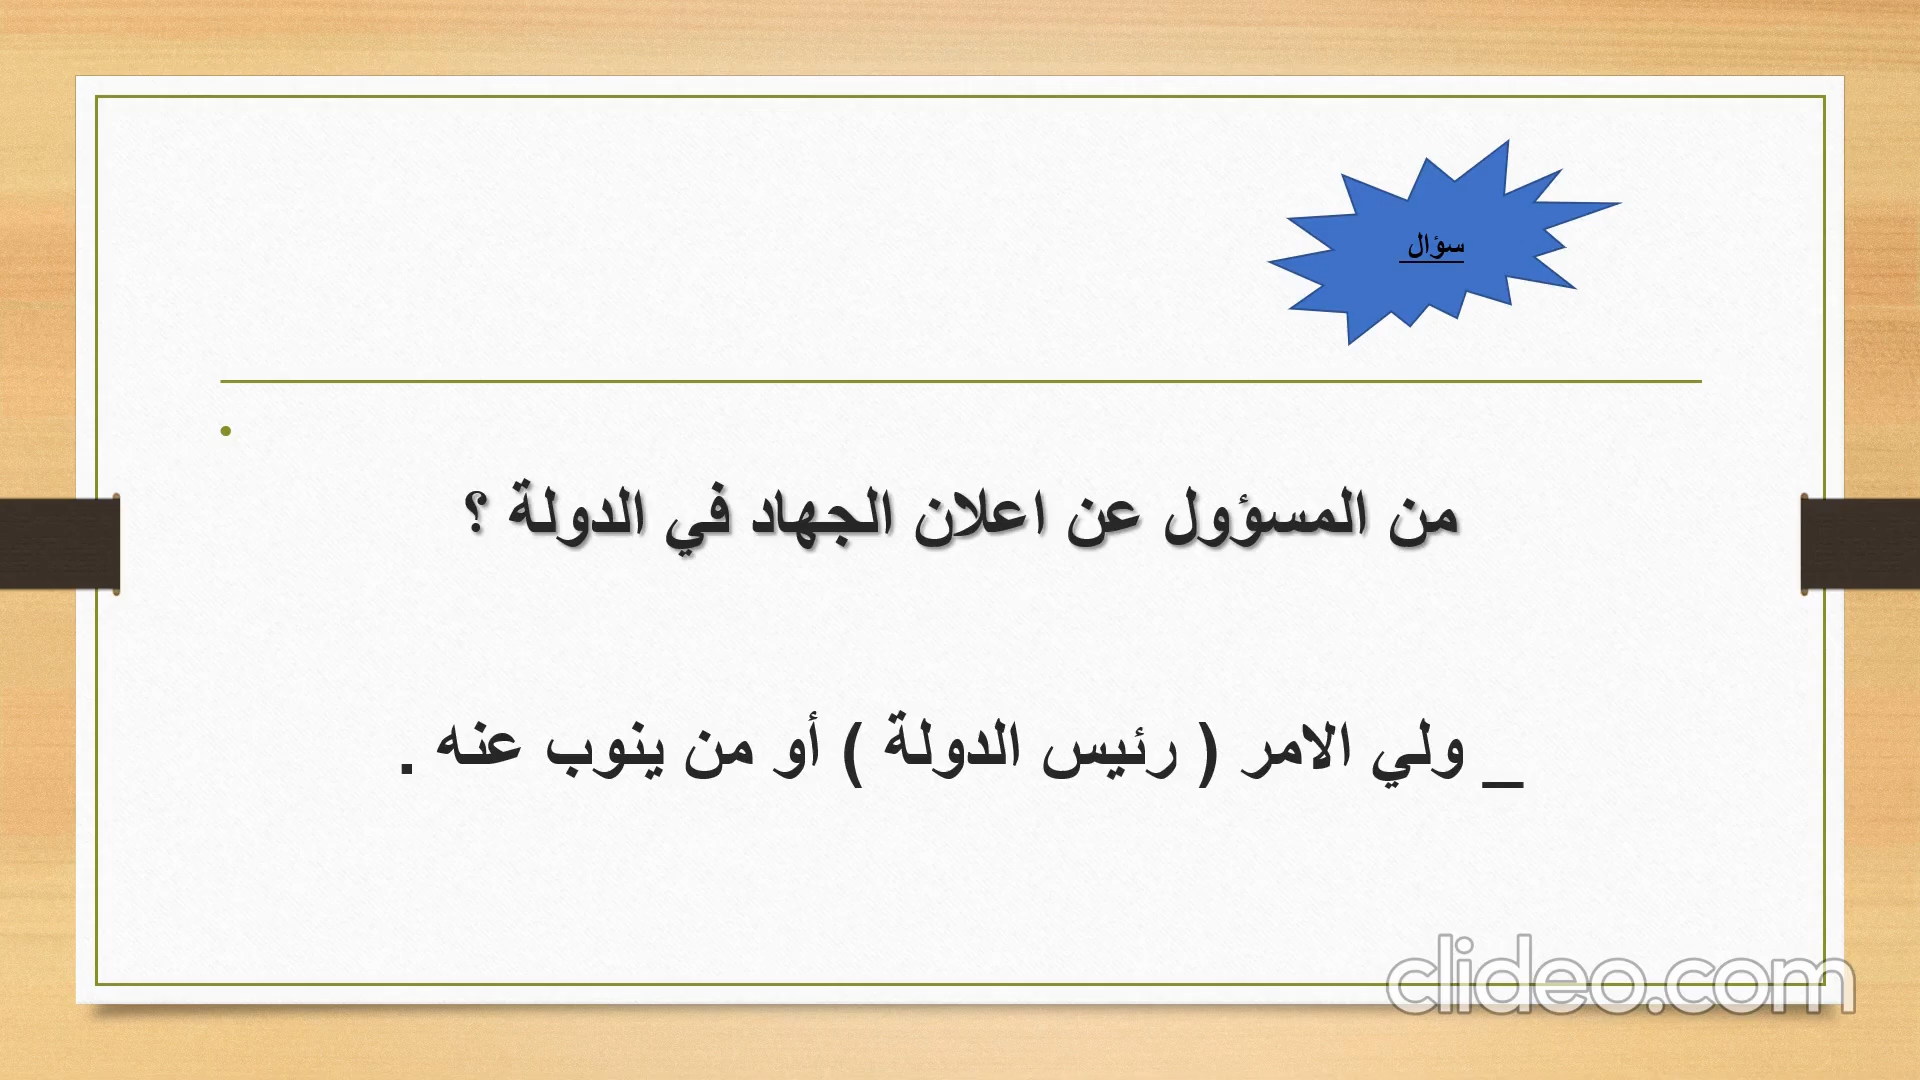 سؤال
من المسؤول عن اعلان الجهاد في الدولة ؟
_ ولي الامر ( رئيس الدولة ) أو من ينوب عنه .
clideo.com